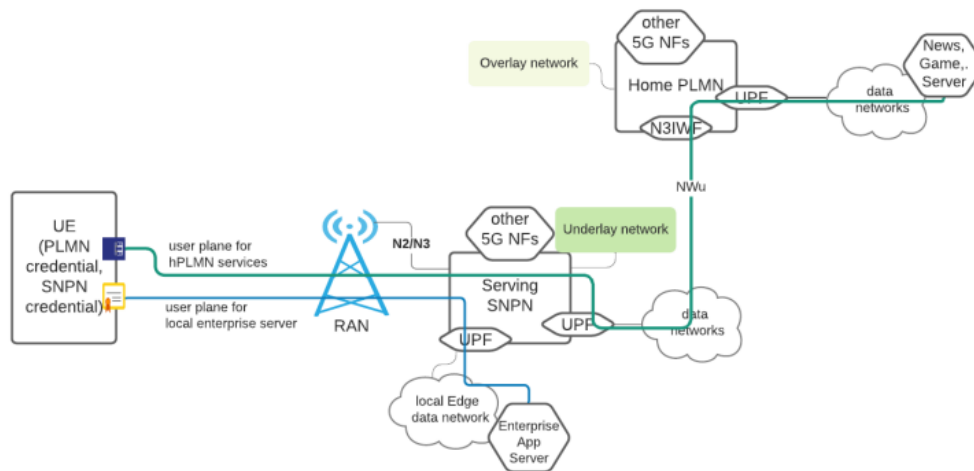 other
5G NFs
Overlay network
Home PLMN
UPF
N3IWF
data
networks
News,
Game,.
Server
NWu
UE
(PLMN
credential,
SNPN
credential)
user plane for
hPLMN services
user plane for
local enterprise server
RAN
N2/N3
other
5G NFs
Underlay network
Serving
SNPN
UPF
UPF
data
networks
local Edge
data network
Enterprise
App
Server